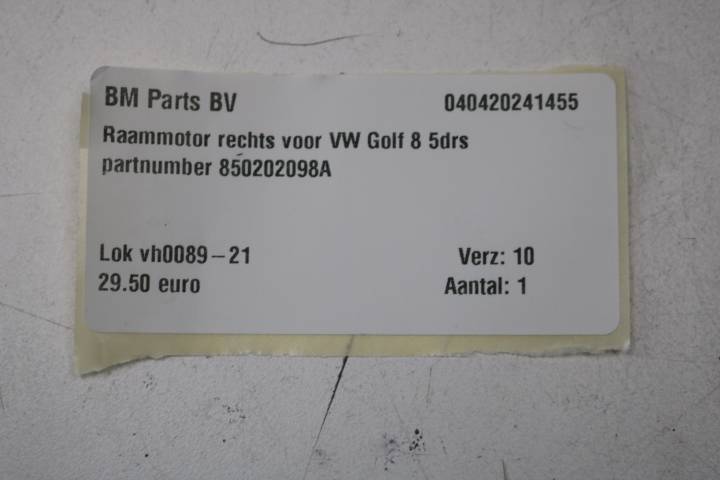 BM Parts BV 040420241455
Raammotor rechts voor VW Golf 8 5drs
partnumber 850202098A
Lok vh0089-21 Verz: 10
29.50 euro Aantal: 1